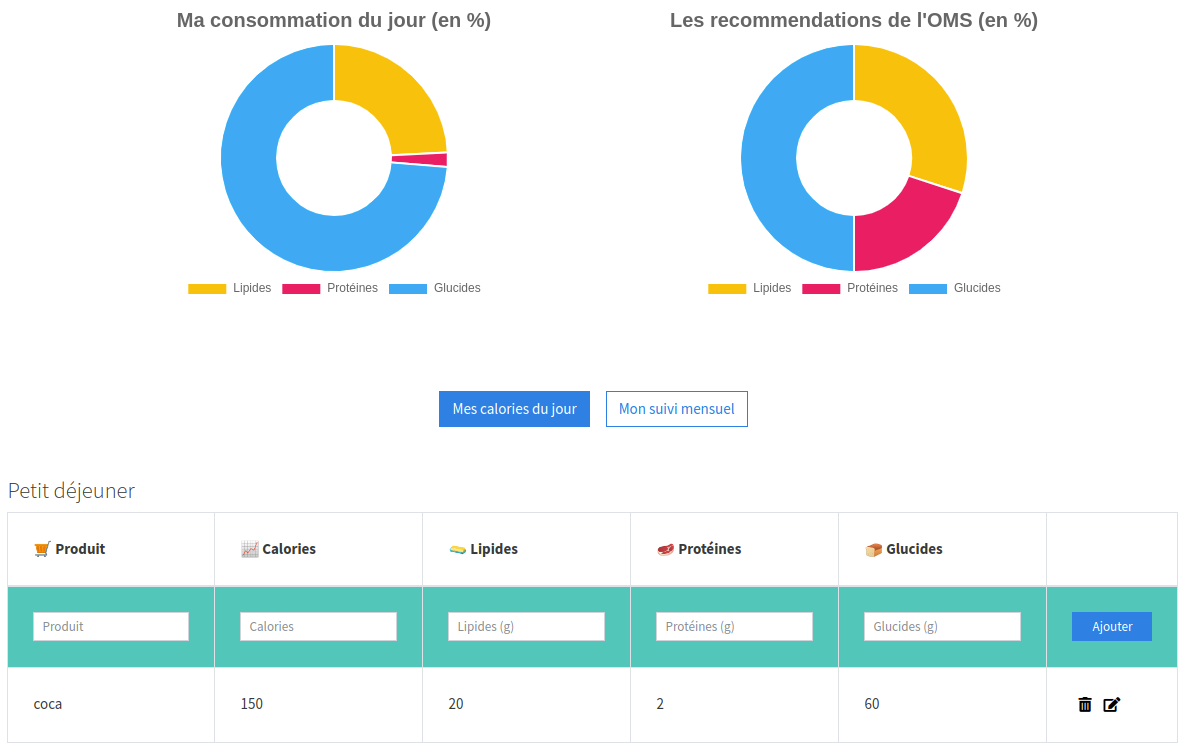 Ma consommation du jour (en %)
Les recommendations de l'OMS (en %)
Lipides Protéines Glucides
Lipides Protéines Glucides
Mes calories du jour
Mon suivi mensuel
Petit déjeuner
Produit Calories Lipides Protéines Glucides
Produit Calories Lipides (g) Protéines (g) Glucides (g) Ajouter
coca 150 20 2 60